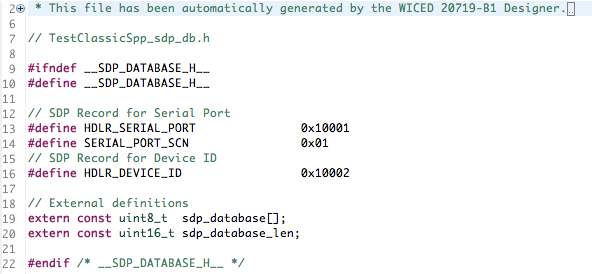 2 * This file has been automatically generated by the WICED 20719-B1 Designer.
6
7 // TestClassicSpp_sdp_db.h
8
9 #ifndef __SDP_DATABASE_H__
10 #define __SDP_DATABASE_H__
11
12 // SDP Record for Serial Port
13 #define HDLR_SERIAL_PORT 0x10001
14 #define SERIAL_PORT_SCN 0x01
15 // SDP Record for Device ID
16 #define HDLR_DEVICE_ID 0x10002
17
18 // External definitions
19 extern const uint8_t sdp_database[];
20 extern const uint16_t sdp_database_len;
21
22 #endif /* __SDP_DATABASE_H__ */